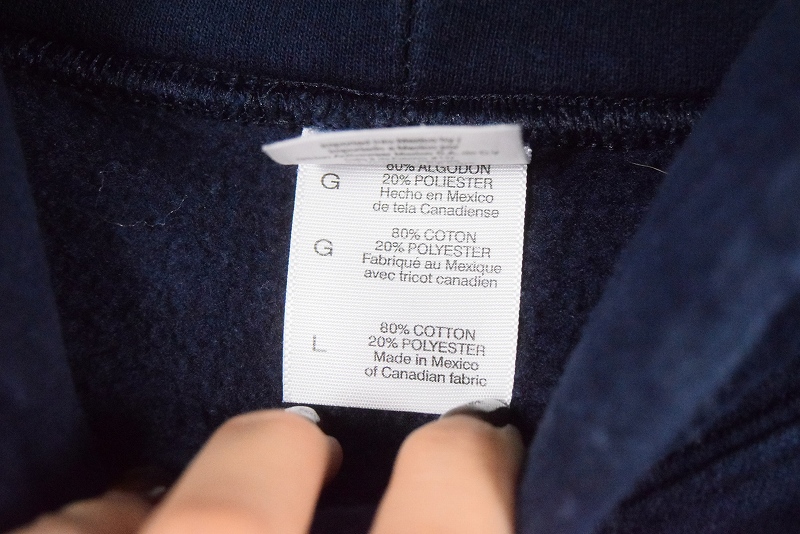 80% ALGODON
G 20% POLIESTER
Hecho en Mexico
de tela Canadiense
80% COTON
G 20% POLYESTER
Fabriqué au Mexique
avec tricot canadien
80% COTTON
L 20% POLYESTER
Made in Mexico
of Canadian fabric